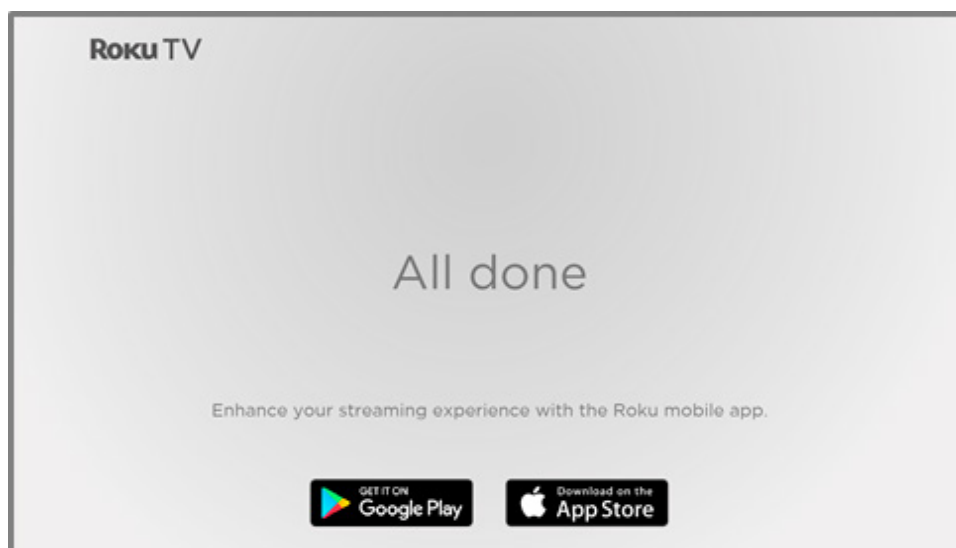 Roku TV
All done
Enhance your streaming experience with the Roku mobile app.
GET IT ON
Google Play
Download on the
App Store